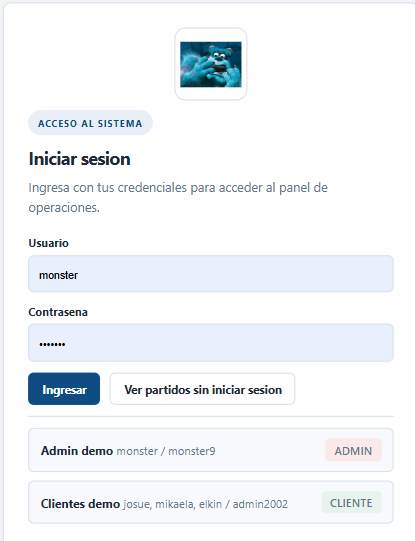 ACCESO AL SISTEMA
Iniciar sesion
Ingresa con tus credenciales para acceder al panel de
operaciones.
Usuario
monster
Contrasena
•••••••
Ingresar Ver partidos sin iniciar sesion
Admin demo monster / monster9 ADMIN
Clientes demo josue, mikaela, elkin / admin2002 CLIENTE